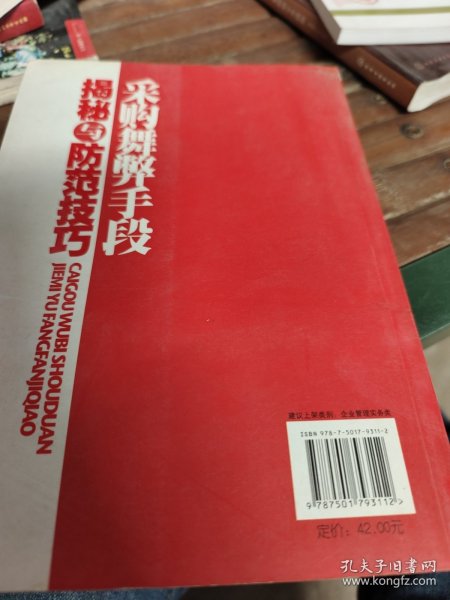 采购舞弊手段
揭秘与防范技巧
CAIGOU WUBI SHOUDUAN
JIEMI YU FANGFAN JIQIAO
建议上架类别：企业管理实务类
ISBN 978-7-5017-9311-2
9 787501 793112 >
定价：42.00元
孔夫子旧书网
www.kongfz.com